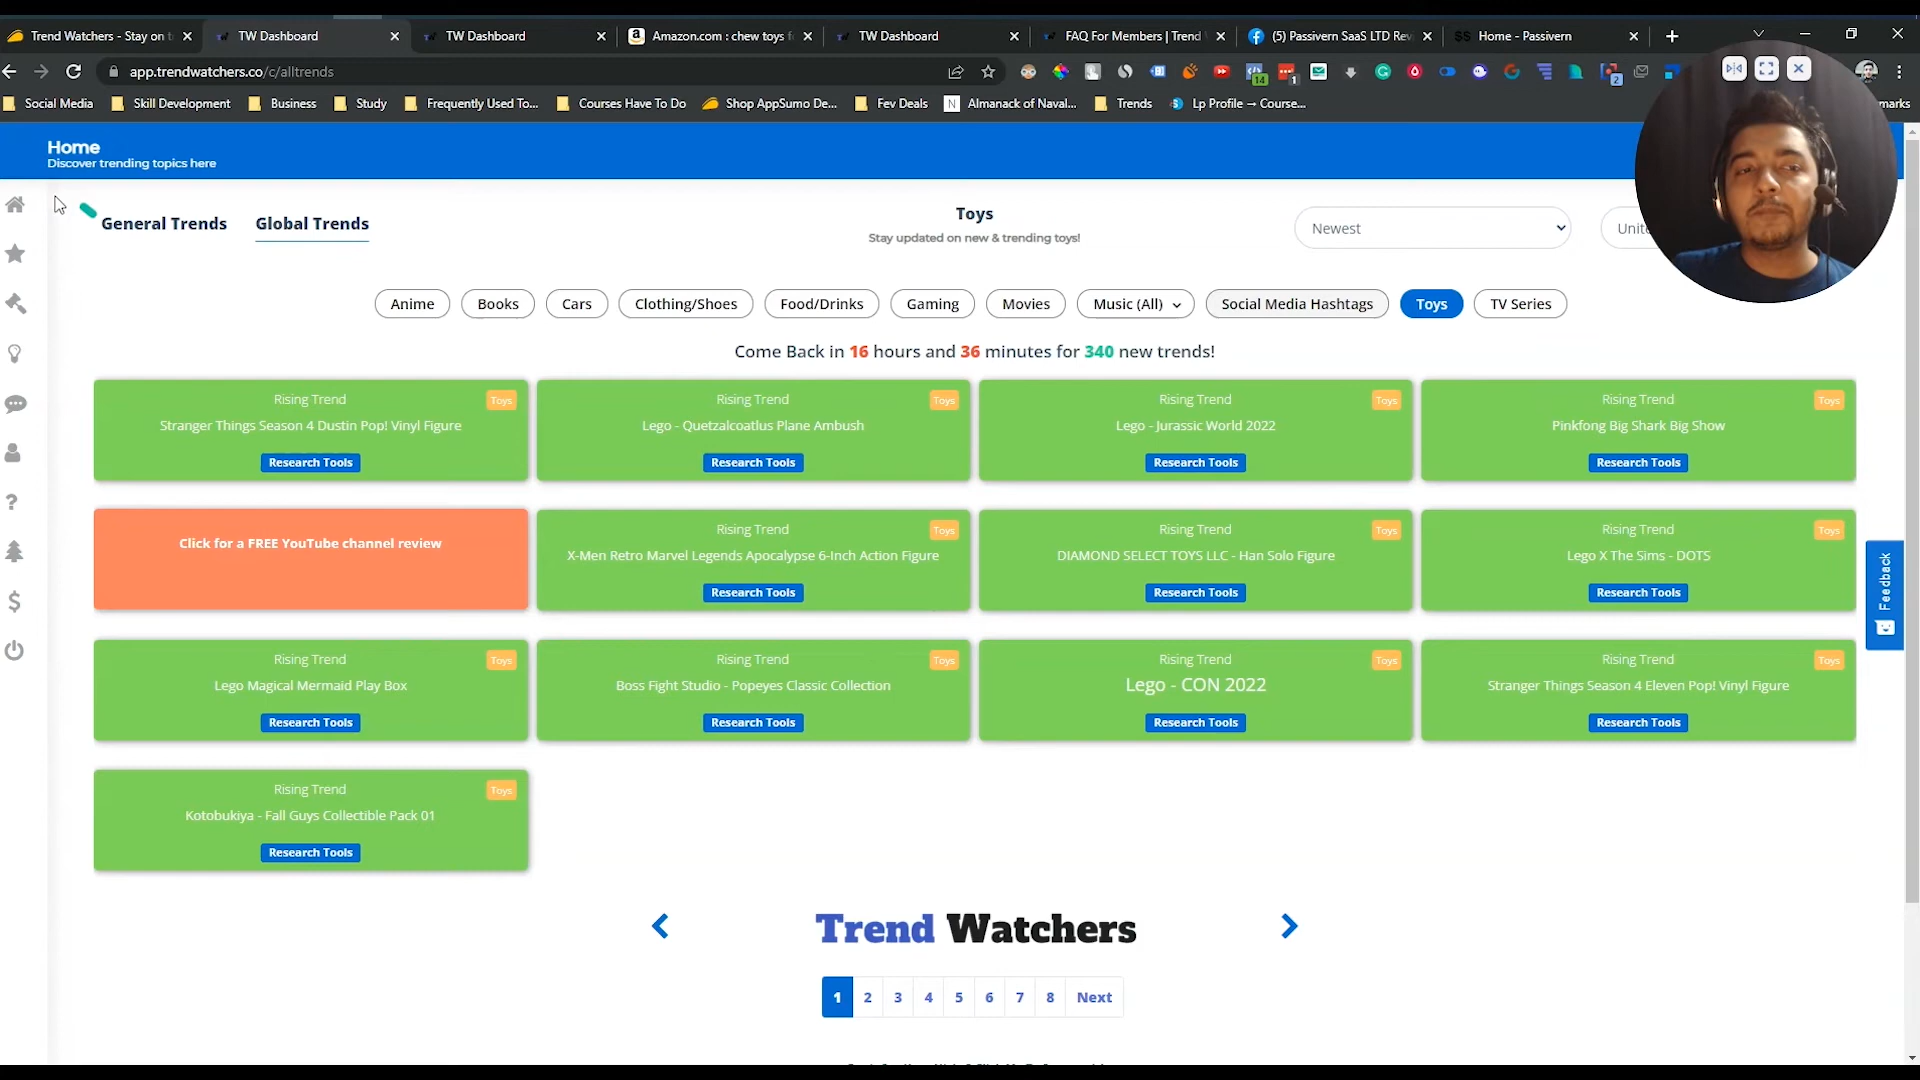 Trend Watchers - Stay on t
TW Dashboard
TW Dashboard
Amazon.com : chew toys f
TW Dashboard
FAQ For Members | Trend
(5) Passivern SaaS LTD Rev
Home - Passivern
app.trendwatchers.co/c/alltrends
Social Media
Skill Development
Business
Study
Frequently Used To...
Courses Have To Do
Shop AppSumo De...
Fev Deals
Almanack of Naval...
Trends
Lp Profile → Course...
marks
Home
Discover trending topics here
General Trends
Global Trends
Toys
Stay updated on new & trending toys!
Newest
Unit
Anime
Books
Cars
Clothing/Shoes
Food/Drinks
Gaming
Movies
Music (All)
Social Media Hashtags
Toys
TV Series
Come Back in 16 hours and 36 minutes for 340 new trends!
Rising Trend
Toys
Stranger Things Season 4 Dustin Pop! Vinyl Figure
Research Tools
Rising Trend
Toys
Lego - Quetzalcoatlus Plane Ambush
Research Tools
Rising Trend
Toys
Lego - Jurassic World 2022
Research Tools
Rising Trend
Toys
Pinkfong Big Shark Big Show
Research Tools
Click for a FREE YouTube channel review
Rising Trend
Toys
X-Men Retro Marvel Legends Apocalypse 6-Inch Action Figure
Research Tools
Rising Trend
Toys
DIAMOND SELECT TOYS LLC - Han Solo Figure
Research Tools
Rising Trend
Toys
Lego X The Sims - DOTS
Research Tools
Feedback
Rising Trend
Toys
Lego Magical Mermaid Play Box
Research Tools
Rising Trend
Toys
Boss Fight Studio - Popeyes Classic Collection
Research Tools
Rising Trend
Toys
Lego - CON 2022
Research Tools
Rising Trend
Toys
Stranger Things Season 4 Eleven Pop! Vinyl Figure
Research Tools
Rising Trend
Toys
Kotobukiya - Fall Guys Collectible Pack 01
Research Tools
Trend Watchers
1 2 3 4 5 6 7 8 Next